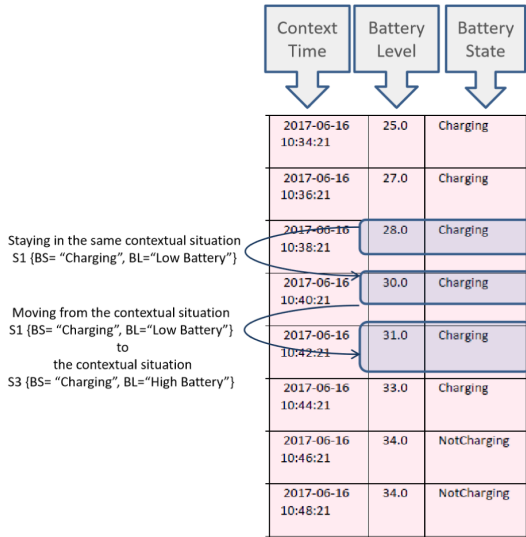 Context
Time
Battery
Level
Battery
State
2017-06-16
10:34:21
25.0
Charging
2017-06-16
10:36:21
27.0
Charging
2017-06-16
10:38:21
28.0
Charging
Staying in the same contextual situation
S1 {BS= “Charging”, BL=“Low Battery”}
2017-06-16
10:40:21
30.0
Charging
Moving from the contextual situation
S1 {BS= “Charging”, BL=“Low Battery”}
to
the contextual situation
S3 {BS= “Charging”, BL=“High Battery”}
2017-06-16
10:42:21
31.0
Charging
2017-06-16
10:44:21
33.0
Charging
2017-06-16
10:46:21
34.0
NotCharging
2017-06-16
10:48:21
34.0
NotCharging